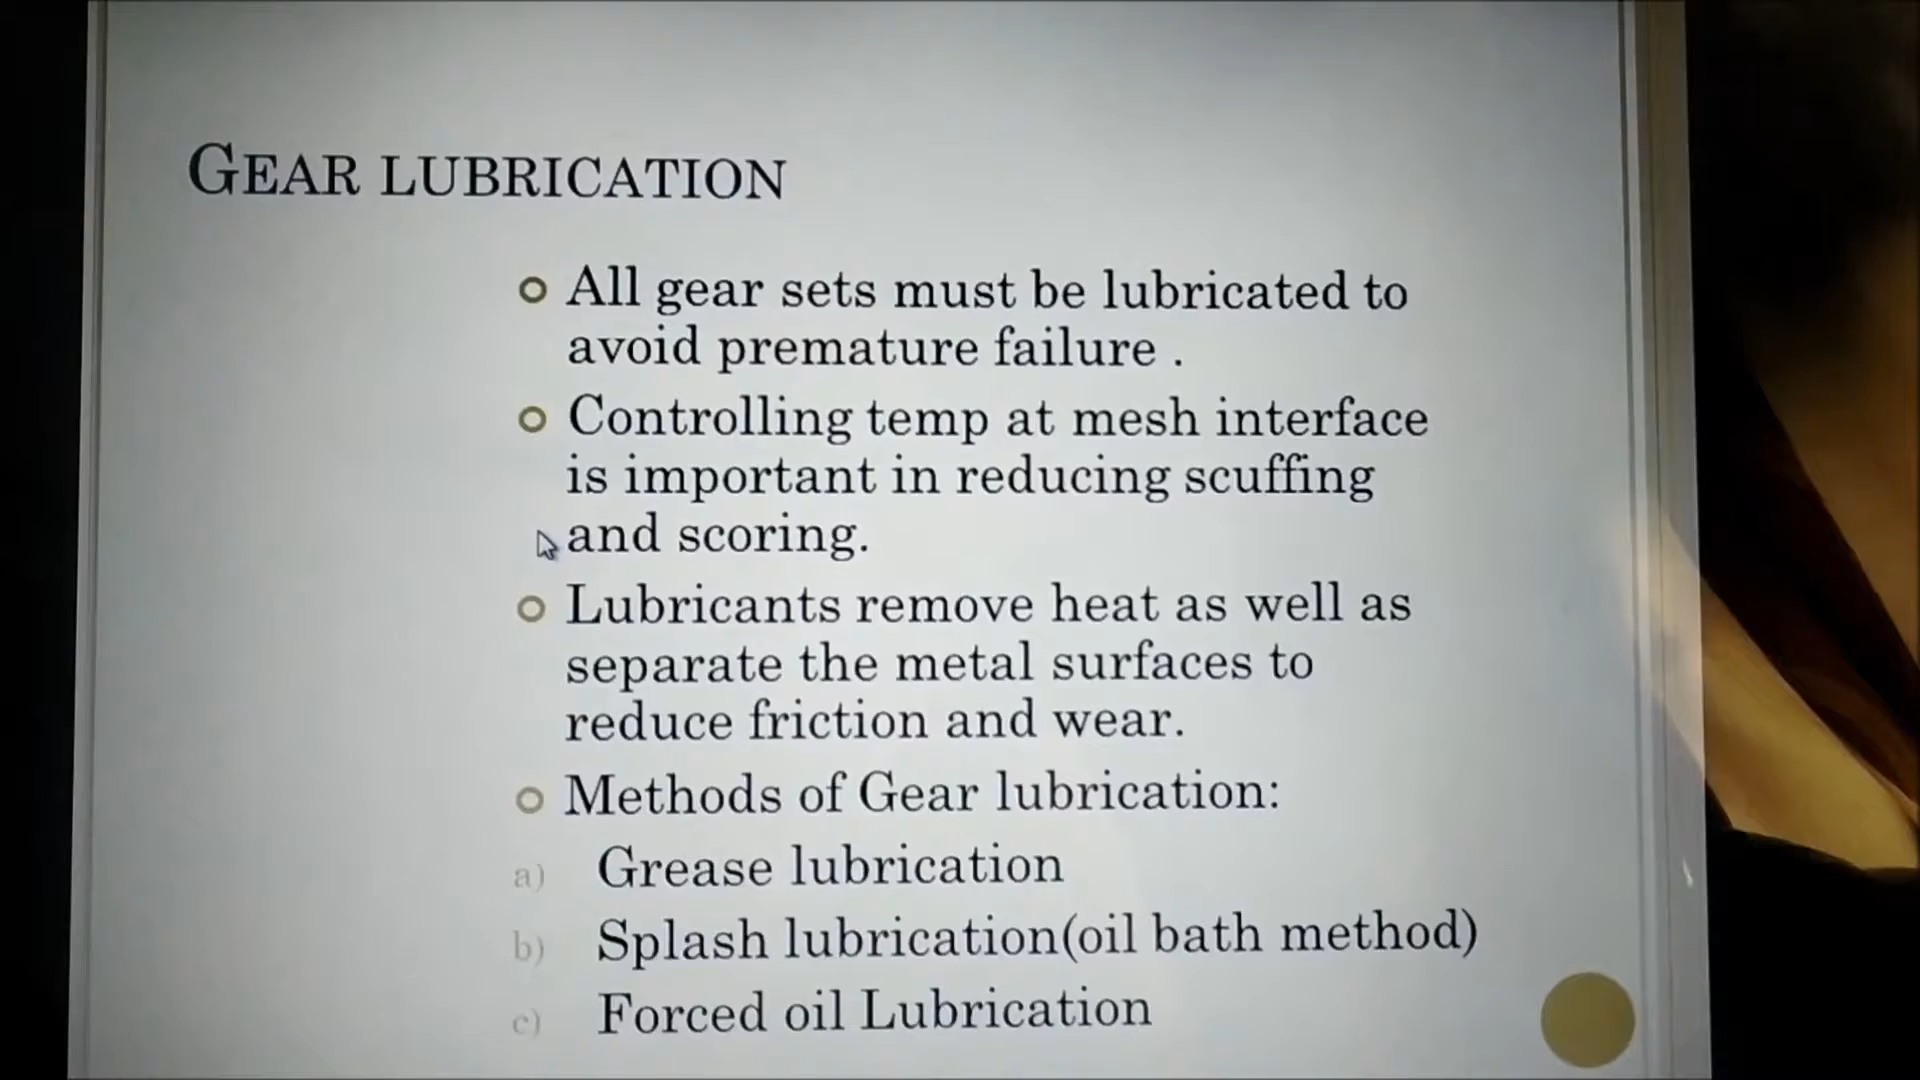 GEAR LUBRICATION
All gear sets must be lubricated to
avoid premature failure .
Controlling temp at mesh interface
is important in reducing scuffing
and scoring.
Lubricants remove heat as well as
separate the metal surfaces to
reduce friction and wear.
Methods of Gear lubrication:
a) Grease lubrication
b) Splash lubrication(oil bath method)
c) Forced oil Lubrication